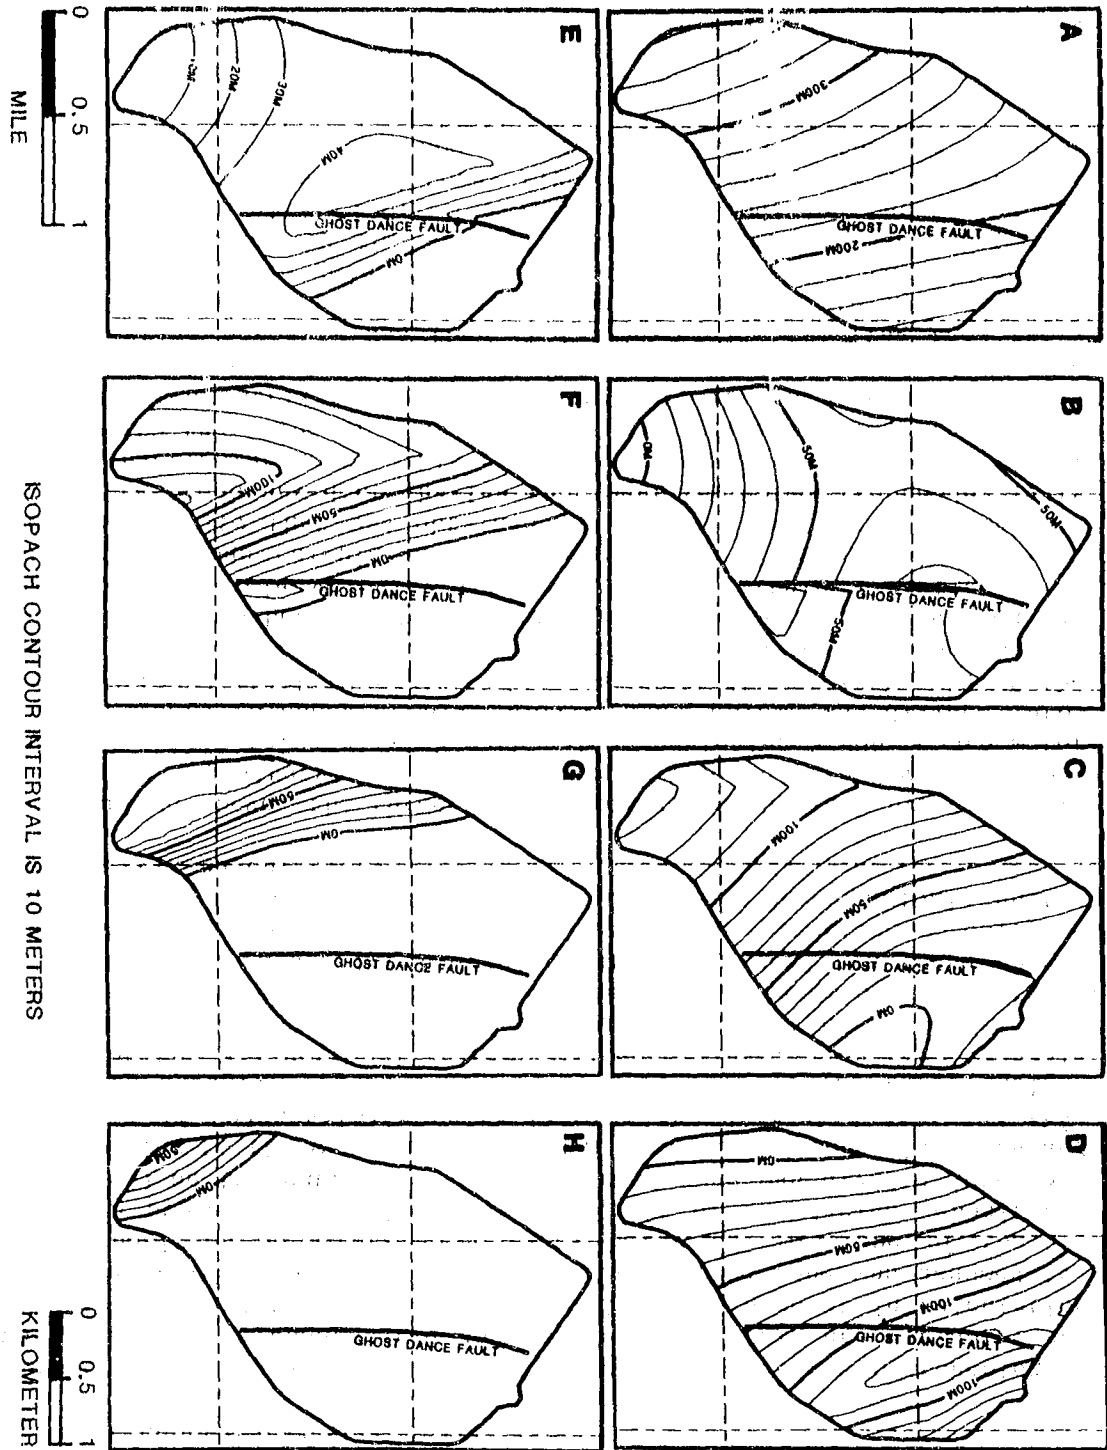 A
300M
GHOST DANCE FAULT
200M
B
0M
50M
50M
GHOST DANCE FAULT
50M
C
100M
50M
GHOST DANCE FAULT
0M
D
0M
50M
100M
GHOST DANCE FAULT
100M
E
10M
20M
30M
40M
GHOST DANCE FAULT
0M
F
100M
50M
0M
GHOST DANCE FAULT
G
50M
0M
GHOST DANCE FAULT
H
50M
0M
GHOST DANCE FAULT
0 0.5 1
MILE
ISOPACH CONTOUR INTERVAL IS 10 METERS
0 0.5 1
KILOMETER